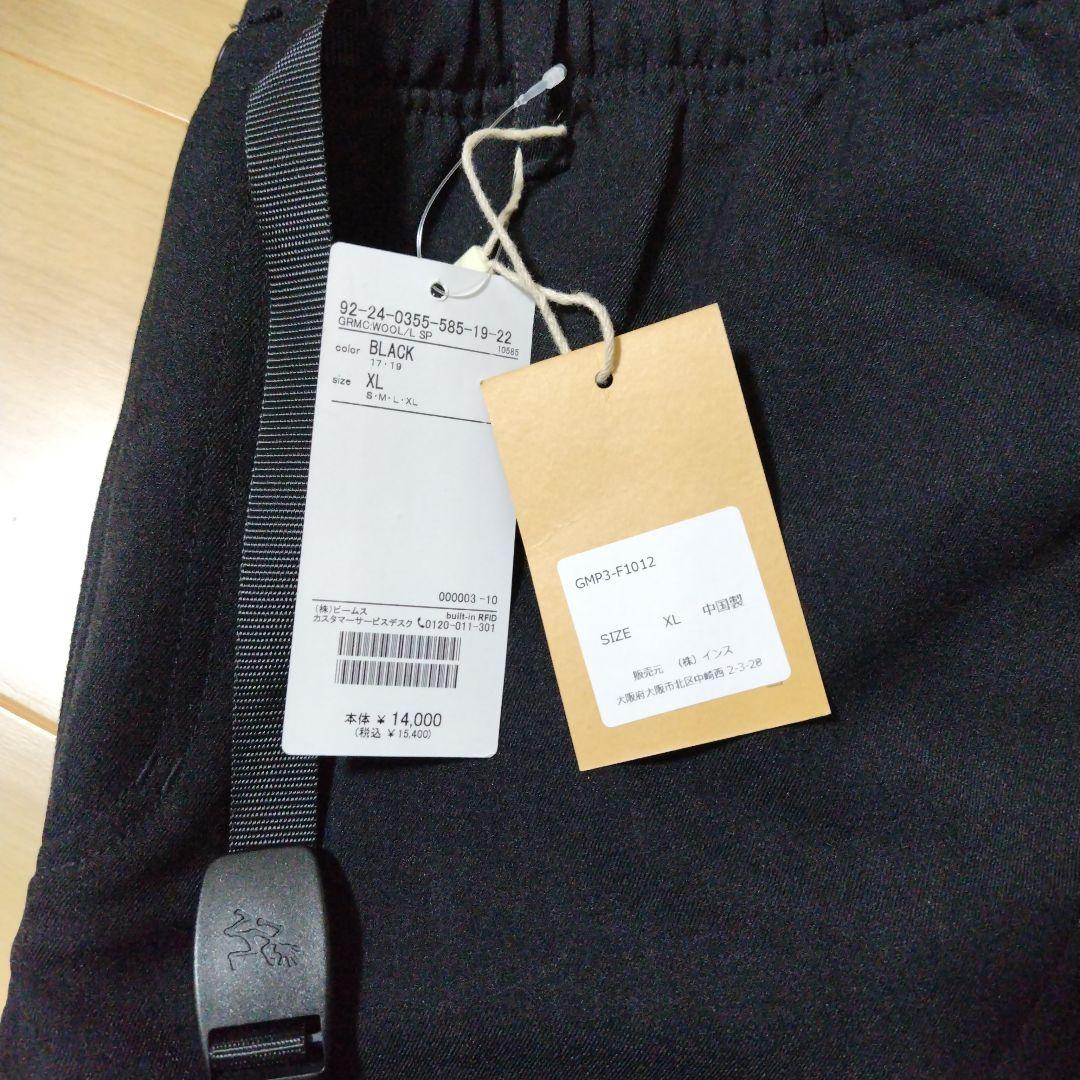 92-24-0355-585-19-22
GRMC:WOOL/L SP
10585
color BLACK
17・19
size XL
S・M・L・XL
000003 -10
(株)ビームス built-in RFID
カスタマーサービスデスク 0120-011-301
本体 ¥ 14,000
(税込 ¥ 15,400)
GMP3-F1012
SIZE XL 中国製
販売元 (株) インス
大阪府大阪市北区中崎西 2-3-28